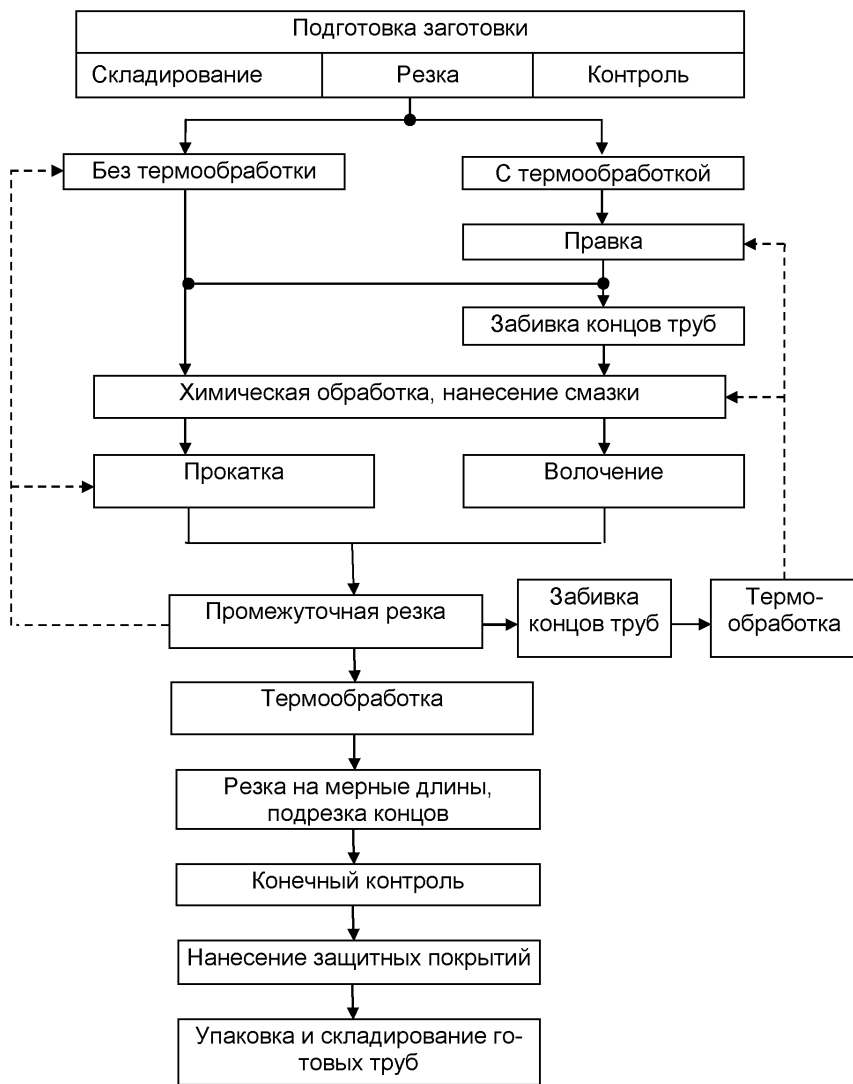 Подготовка заготовки
Складирование
Резка
Контроль
Без термообработки
С термообработкой
Правка
Забивка концов труб
Химическая обработка, нанесение смазки
Прокатка
Волочение
Промежуточная резка
Забивка
концов труб
Термо-
обработка
Термообработка
Резка на мерные длины,
подрезка концов
Конечный контроль
Нанесение защитных покрытий
Упаковка и складирование го-
товых труб